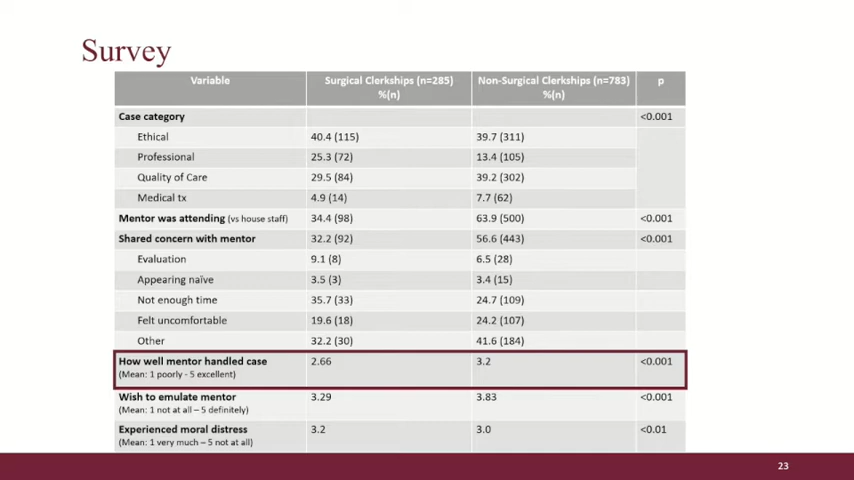 Survey
Variable Surgical Clerkships (n=285) %(n) Non-Surgical Clerkships (n=783) %(n) p
Case category <0.001
Ethical 40.4 (115) 39.7 (311)
Professional 25.3 (72) 13.4 (105)
Quality of Care 29.5 (84) 39.2 (302)
Medical tx 4.9 (14) 7.7 (62)
Mentor was attending (vs house staff) 34.4 (98) 63.9 (500) <0.001
Shared concern with mentor 32.2 (92) 56.6 (443) <0.001
Evaluation 9.1 (8) 6.5 (28)
Appearing naïve 3.5 (3) 3.4 (15)
Not enough time 35.7 (33) 24.7 (109)
Felt uncomfortable 19.6 (18) 24.2 (107)
Other 32.2 (30) 41.6 (184)
How well mentor handled case 2.66 3.2 <0.001
(Mean: 1 poorly - 5 excellent)
Wish to emulate mentor 3.29 3.83 <0.001
(Mean: 1 not at all – 5 definitely)
Experienced moral distress 3.2 3.0 <0.01
(Mean: 1 very much – 5 not at all)
23